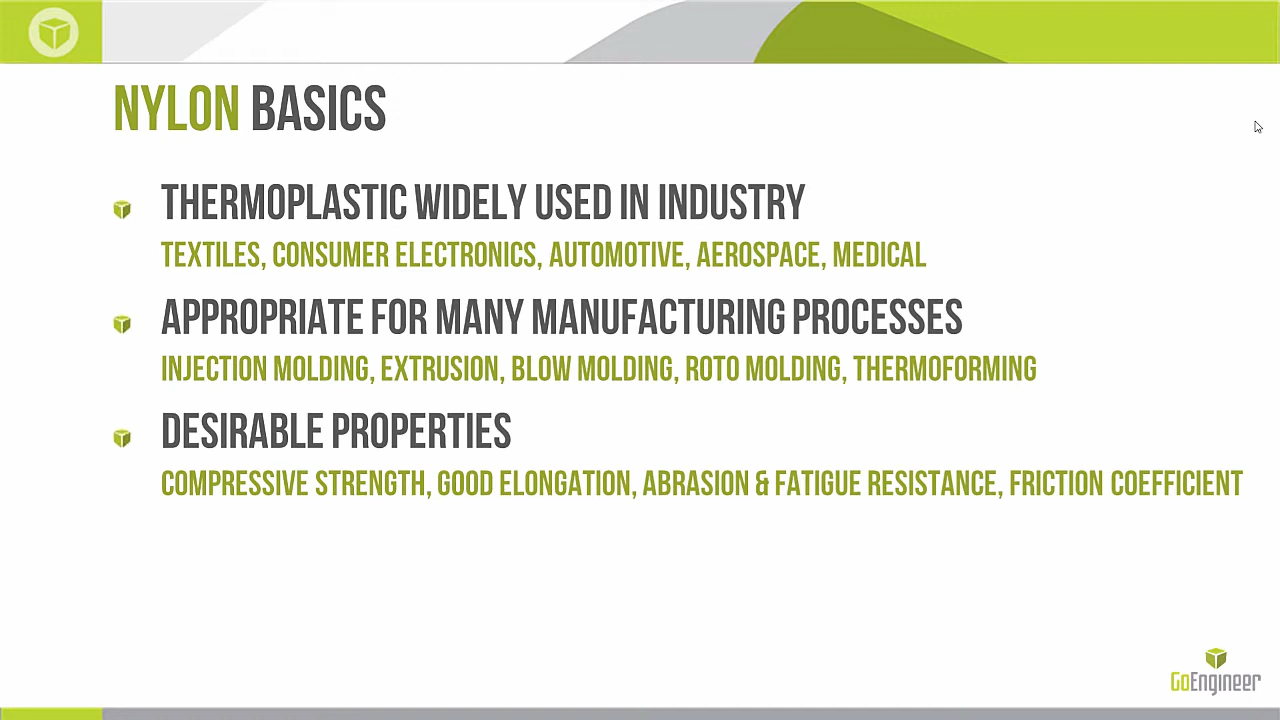 NYLON BASICS
THERMOPLASTIC WIDELY USED IN INDUSTRY
TEXTILES, CONSUMER ELECTRONICS, AUTOMOTIVE, AEROSPACE, MEDICAL
APPROPRIATE FOR MANY MANUFACTURING PROCESSES
INJECTION MOLDING, EXTRUSION, BLOW MOLDING, ROTO MOLDING, THERMOFORMING
DESIRABLE PROPERTIES
COMPRESSIVE STRENGTH, GOOD ELONGATION, ABRASION & FATIGUE RESISTANCE, FRICTION COEFFICIENT
GoEngineer